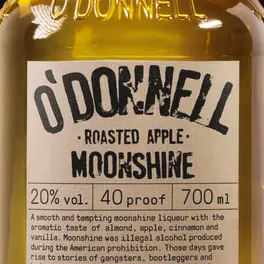 O'DONNELL
O'DONNELL
· ROASTED APPLE ·
MOONSHINE
20% vol. 40 proof 700 ml
A smooth and tempting moonshine liqueur with the
aromatic taste of almond, apple, cinnamon and
vanilla. Moonshine was illegal alcohol produced
during the American prohibition. Those days gave
rise to stories of gangsters, bootleggers and